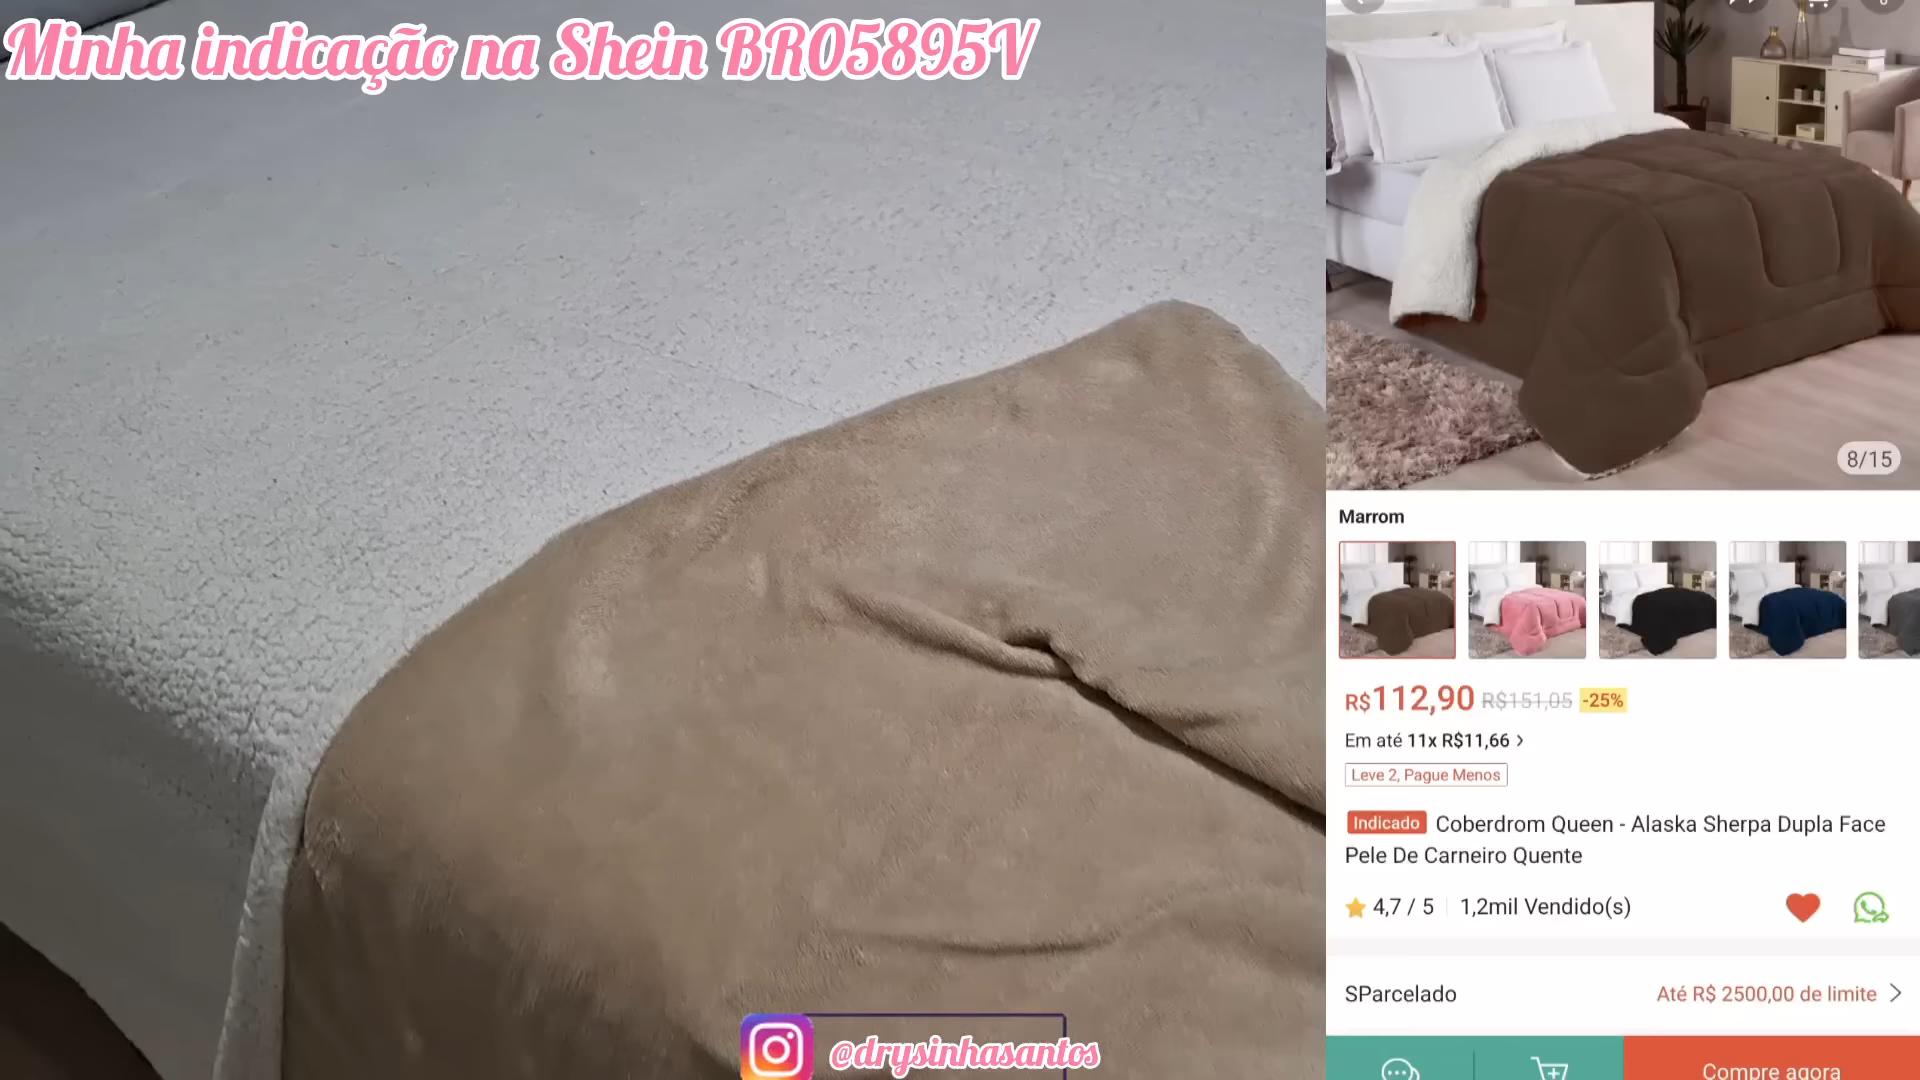 Minha indicação na Shein BRO5895V
8/15
Marrom
R$112,90 R$151,05 -25%
Em até 11x R$11,66
Leve 2, Pague Menos
Indicado Coberdrom Queen - Alaska Sherpa Dupla Face
Pele De Carneiro Quente
4,7 / 5 1,2mil Vendido(s)
SParcelado Até R$ 2500,00 de limite
Compre agora
@drysinhasantos